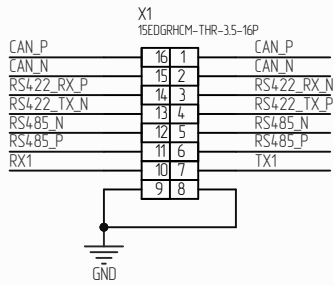 X1
15EDGRHCM-THR-3.5-16P
CAN_P 16 1 CAN_P
CAN_N 15 2 CAN_N
RS422_RX_P 14 3 RS422_RX_N
RS422_TX_N 13 4 RS422_TX_P
RS485_N 12 5 RS485_N
RS485_P 11 6 RS485_P
RX1 10 7 TX1
9 8
GND